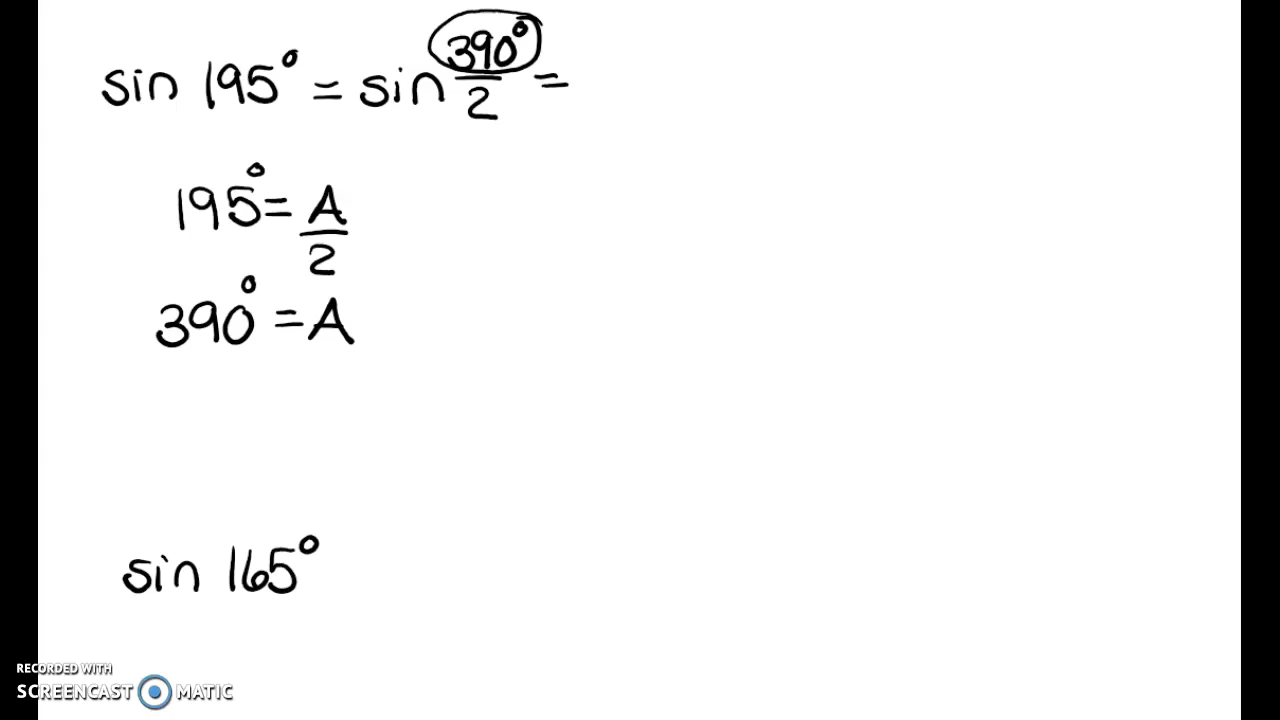 sin 195° = sin 390°/2 =
195° = A/2
390° = A
sin 165°
RECORDED WITH
SCREENCAST MATIC